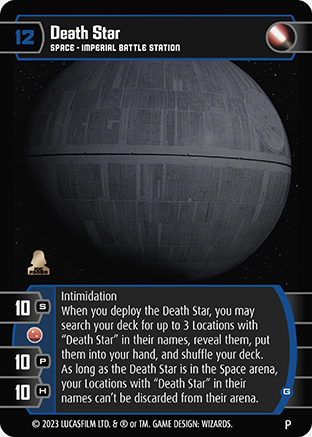 12
Death Star
SPACE • IMPERIAL BATTLE STATION
10 S
10 P
10 H
Intimidation
When you deploy the Death Star, you may
search your deck for up to 3 Locations with
“Death Star” in their names, reveal them, put
them into your hand, and shuffle your deck.
As long as the Death Star is in the Space arena,
your Locations with “Death Star” in their
names can’t be discarded from their arena.
G
© 2023 LUCASFILM LTD. & ® or TM. GAME DESIGN: WIZARDS.
P